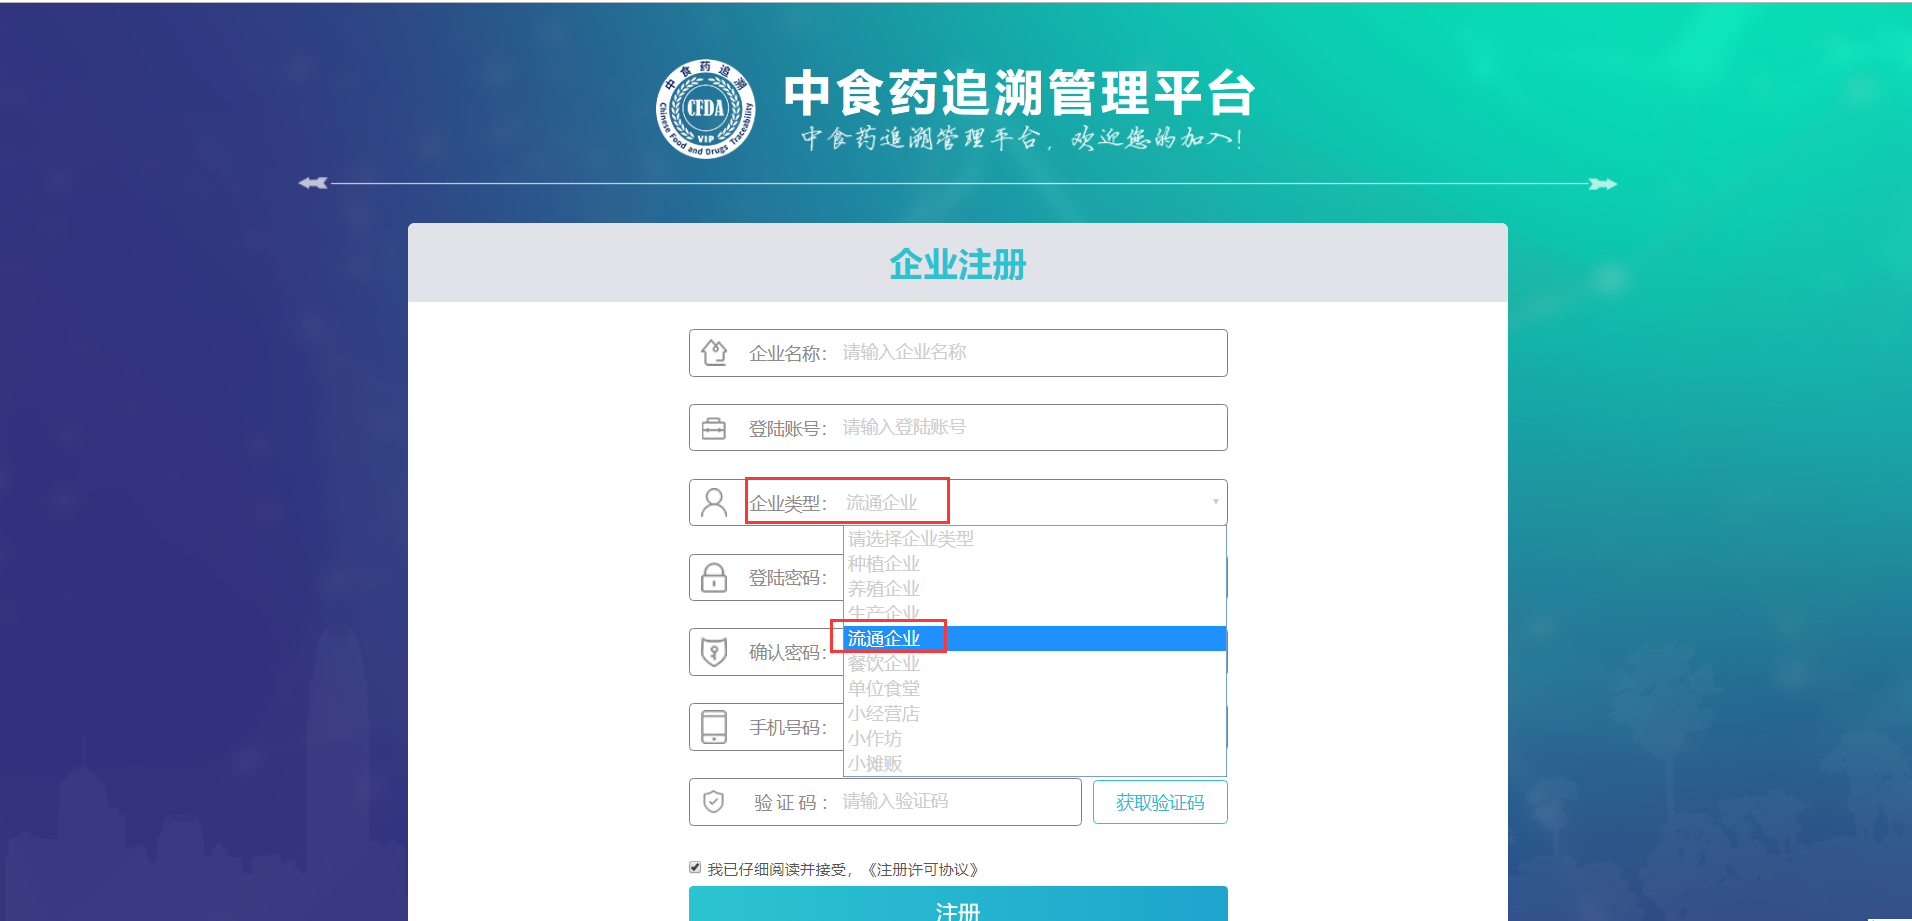 中食药追溯
CFDA
VIP
Chinese Food and Drugs Traceability
中食药追溯管理平台
中食药追溯管理平台，欢迎您的加入！
企业注册
企业名称： 请输入企业名称
登陆账号： 请输入登陆账号
企业类型： 流通企业
请选择企业类型
种植企业
养殖企业
登陆密码：
生产企业
流通企业
确认密码：
餐饮企业
单位食堂
小经营店
手机号码：
小作坊
小摊贩
验 证 码： 请输入验证码 获取验证码
我已仔细阅读并接受，《注册许可协议》
注册